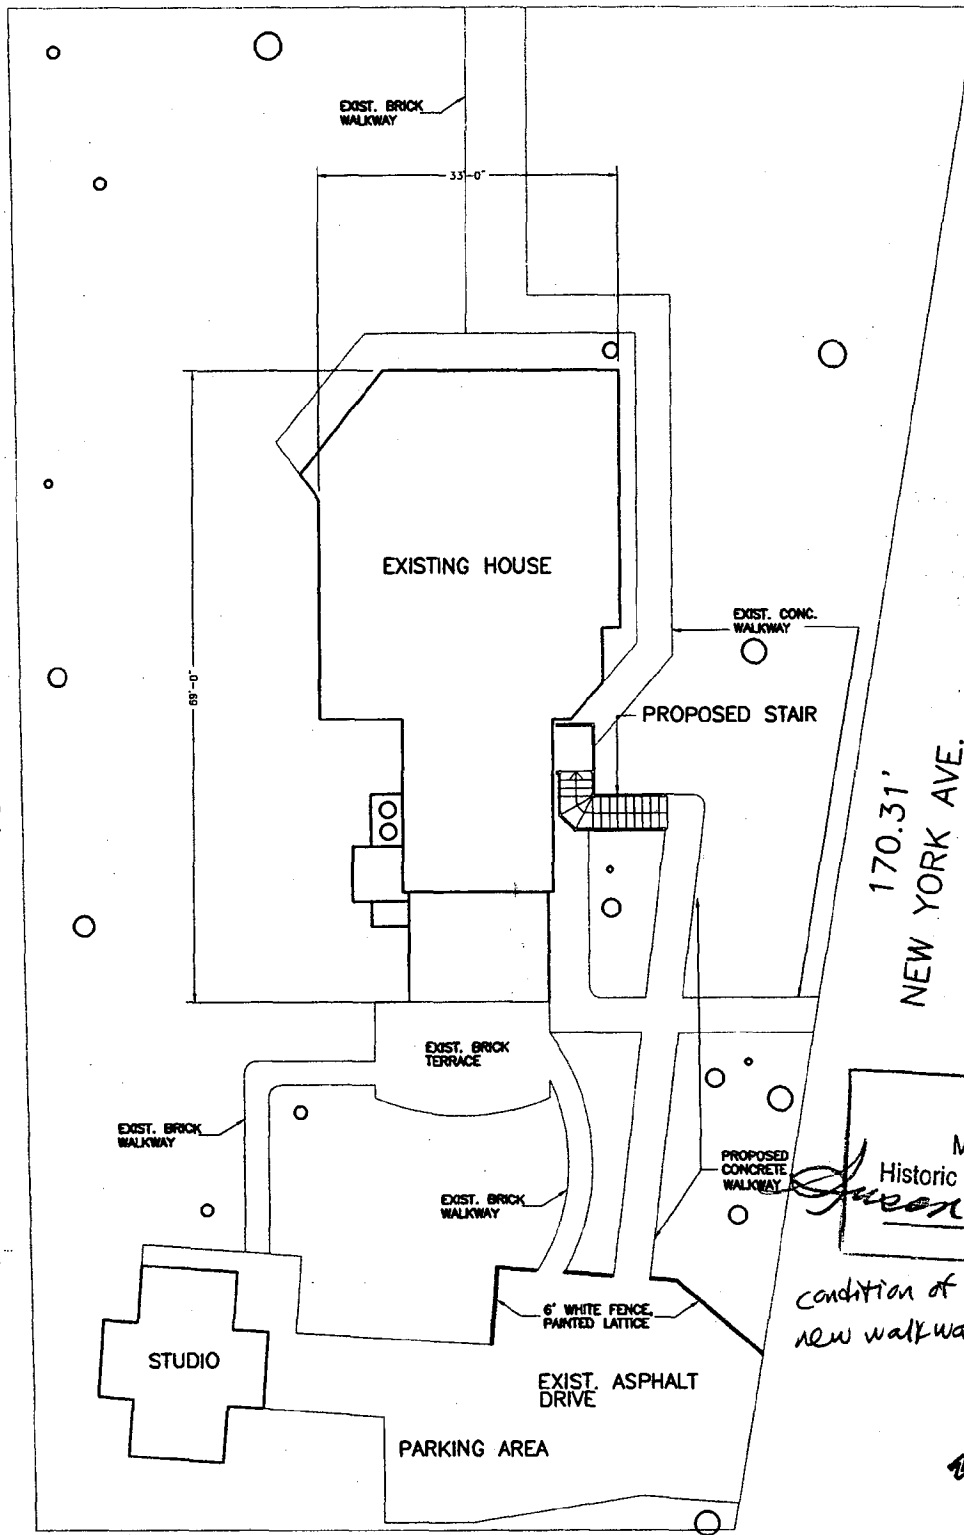 EXIST. BRICK
WALKWAY
33'-0"
EXISTING HOUSE
69'-0"
EXIST. CONC.
WALKWAY
PROPOSED STAIR
170.31'
NEW YORK AVE.
EXIST. BRICK
TERRACE
EXIST. BRICK
WALKWAY
PROPOSED
CONCRETE
WALKWAY
EXIST. BRICK
WALKWAY
M
Historic
6' WHITE FENCE,
PAINTED LATTICE
condition of
new walkwa
STUDIO
EXIST. ASPHALT
DRIVE
PARKING AREA